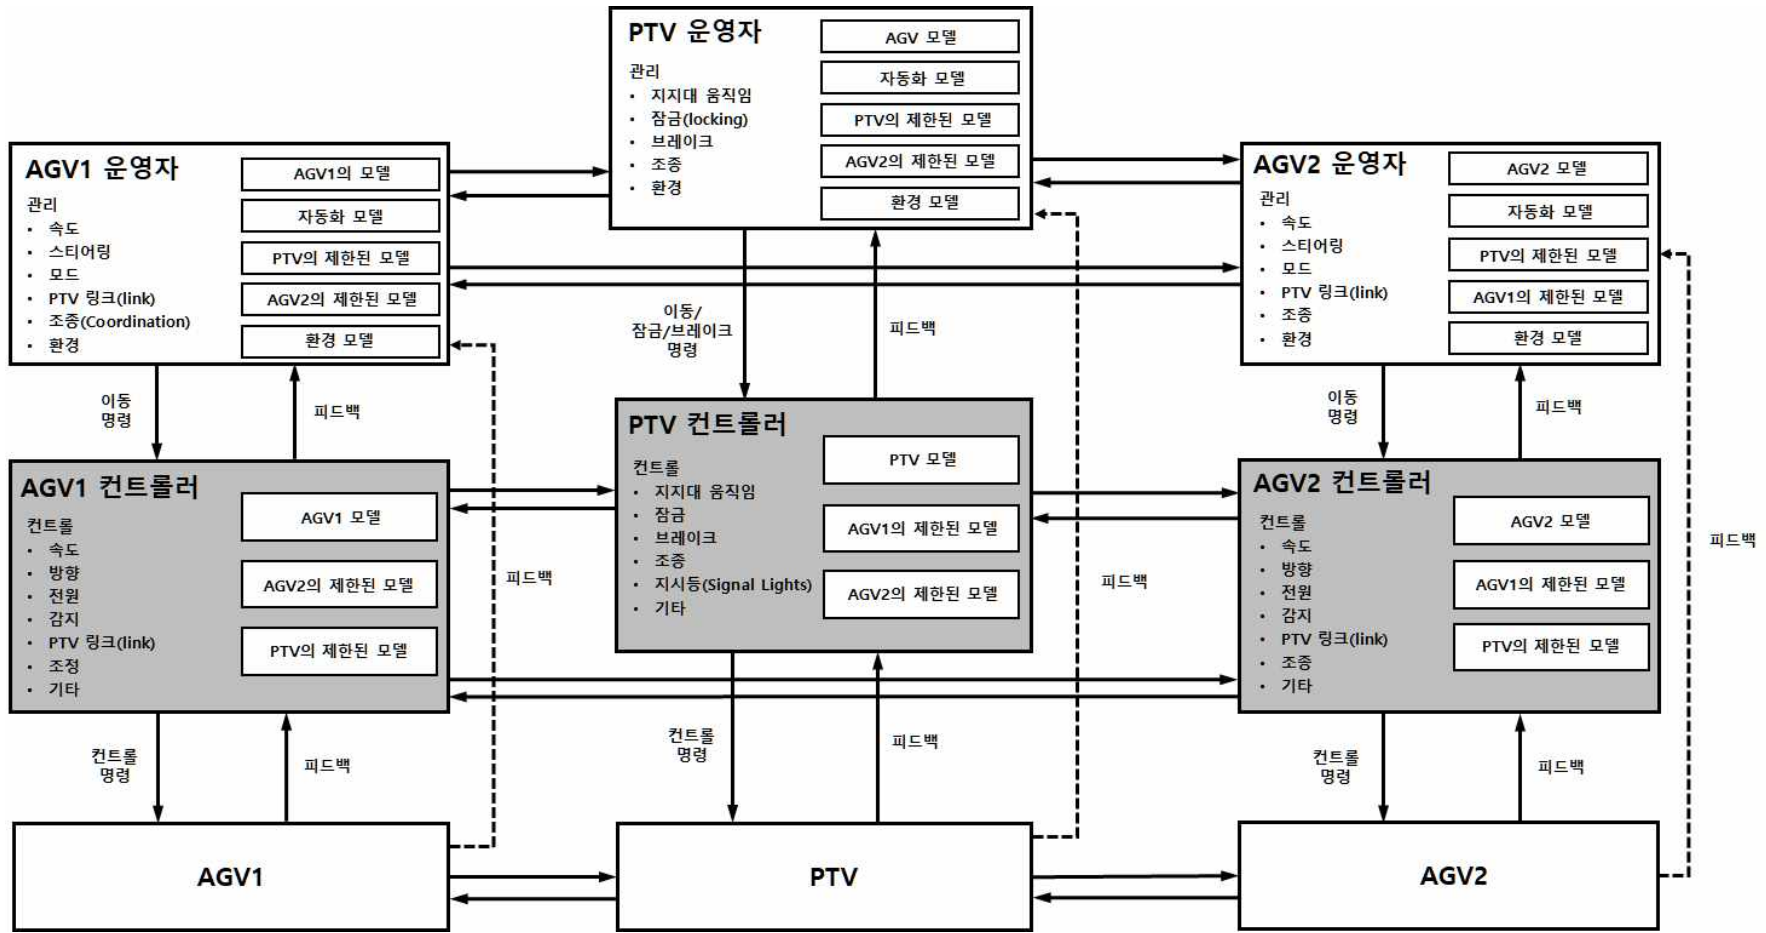 PTV 운영자
관리
• 지지대 움직임
• 잠금(locking)
• 브레이크
• 조종
• 환경
AGV 모델
자동화 모델
PTV의 제한된 모델
AGV2의 제한된 모델
환경 모델
AGV1 운영자
관리
• 속도
• 스티어링
• 모드
• PTV 링크(link)
• 조종(Coordination)
• 환경
AGV1의 모델
자동화 모델
PTV의 제한된 모델
AGV2의 제한된 모델
환경 모델
AGV2 운영자
관리
• 속도
• 스티어링
• 모드
• PTV 링크(link)
• 조종
• 환경
AGV2 모델
자동화 모델
PTV의 제한된 모델
AGV1의 제한된 모델
환경 모델
이동
명령
피드백
이동/
잠금/브레이크
명령
피드백
이동
명령
피드백
AGV1 컨트롤러
컨트롤
• 속도
• 방향
• 전원
• 감지
• PTV 링크(link)
• 조정
• 기타
AGV1 모델
AGV2의 제한된 모델
PTV의 제한된 모델
피드백
PTV 컨트롤러
컨트롤
• 지지대 움직임
• 잠금
• 브레이크
• 조종
• 지시등(Signal Lights)
• 기타
PTV 모델
AGV1의 제한된 모델
AGV2의 제한된 모델
피드백
AGV2 컨트롤러
컨트롤
• 속도
• 방향
• 전원
• 감지
• PTV 링크(link)
• 조종
• 기타
AGV2 모델
AGV1의 제한된 모델
PTV의 제한된 모델
피드백
컨트롤
명령
피드백
컨트롤
명령
피드백
컨트롤
명령
피드백
AGV1
PTV
AGV2